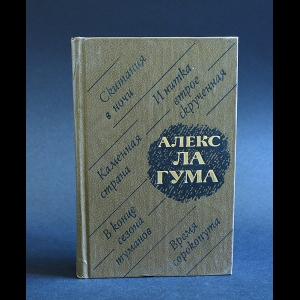 Скитания
в ночи
И нитка,
втрое
скрученная
Каменная
страна
АЛЕКС
ЛА
ГУМА
В конце
сезона
туманов
Время
сорокопута